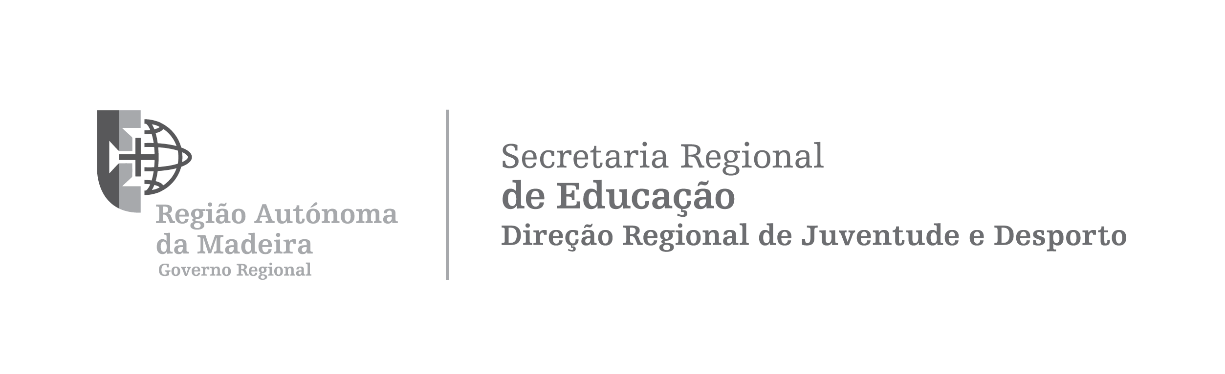 Região Autónoma
da Madeira
Governo Regional
Secretaria Regional
de Educação
Direção Regional de Juventude e Desporto